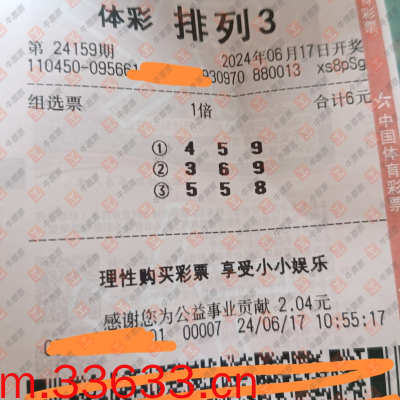 体彩 排列3
第 24159期 2024年06月17日开奖
110450-09566 930970 880013 xs8pSg
组选票 1倍 合计6元
① 4 5 9
② 3 6 9
③ 5 5 8
理性购买彩票 享受小小娱乐
感谢您为公益事业贡献 2.04元
01 00007 24/06/17 10:55:17
中国体育彩票
m.33633.cn